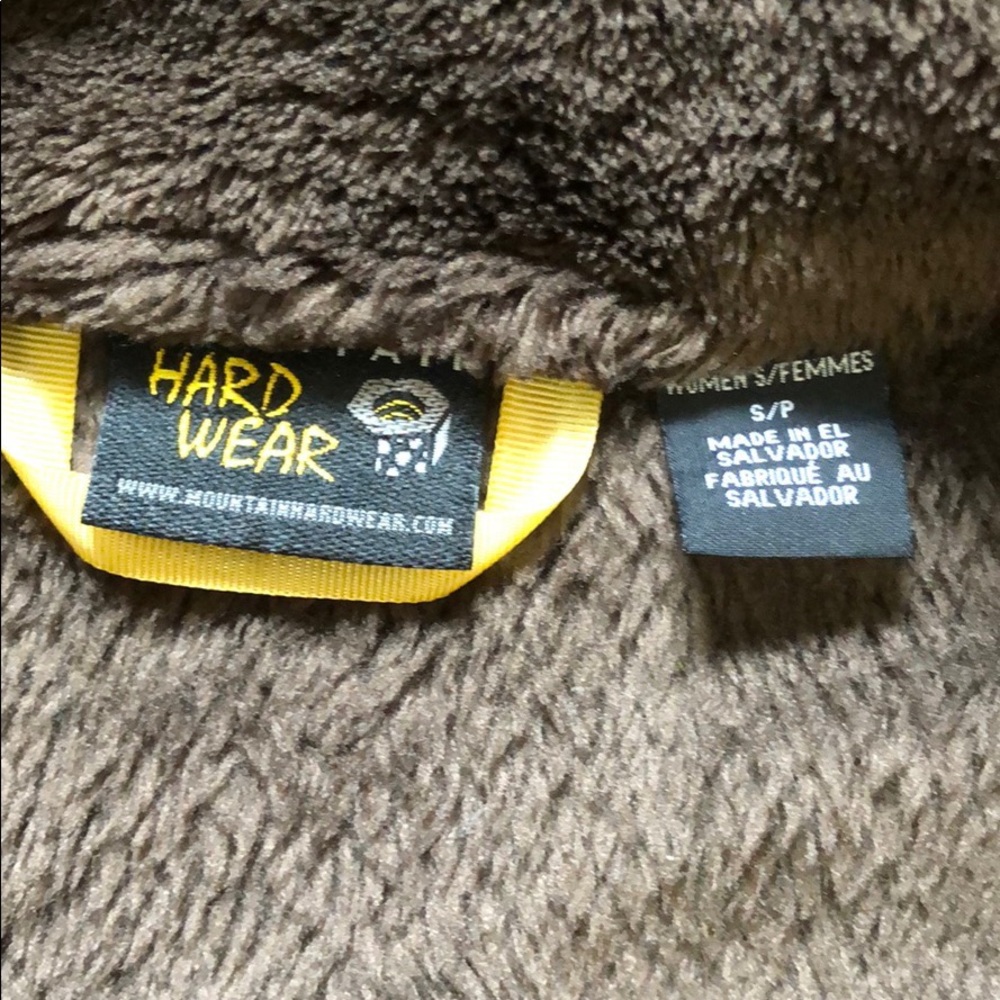 HARD
WEAR
WWW.MOUNTAINHARDWEAR.COM
WOMEN'S/FEMMES
S/P
MADE IN EL
SALVADOR
FABRIQUÉ AU
SALVADOR